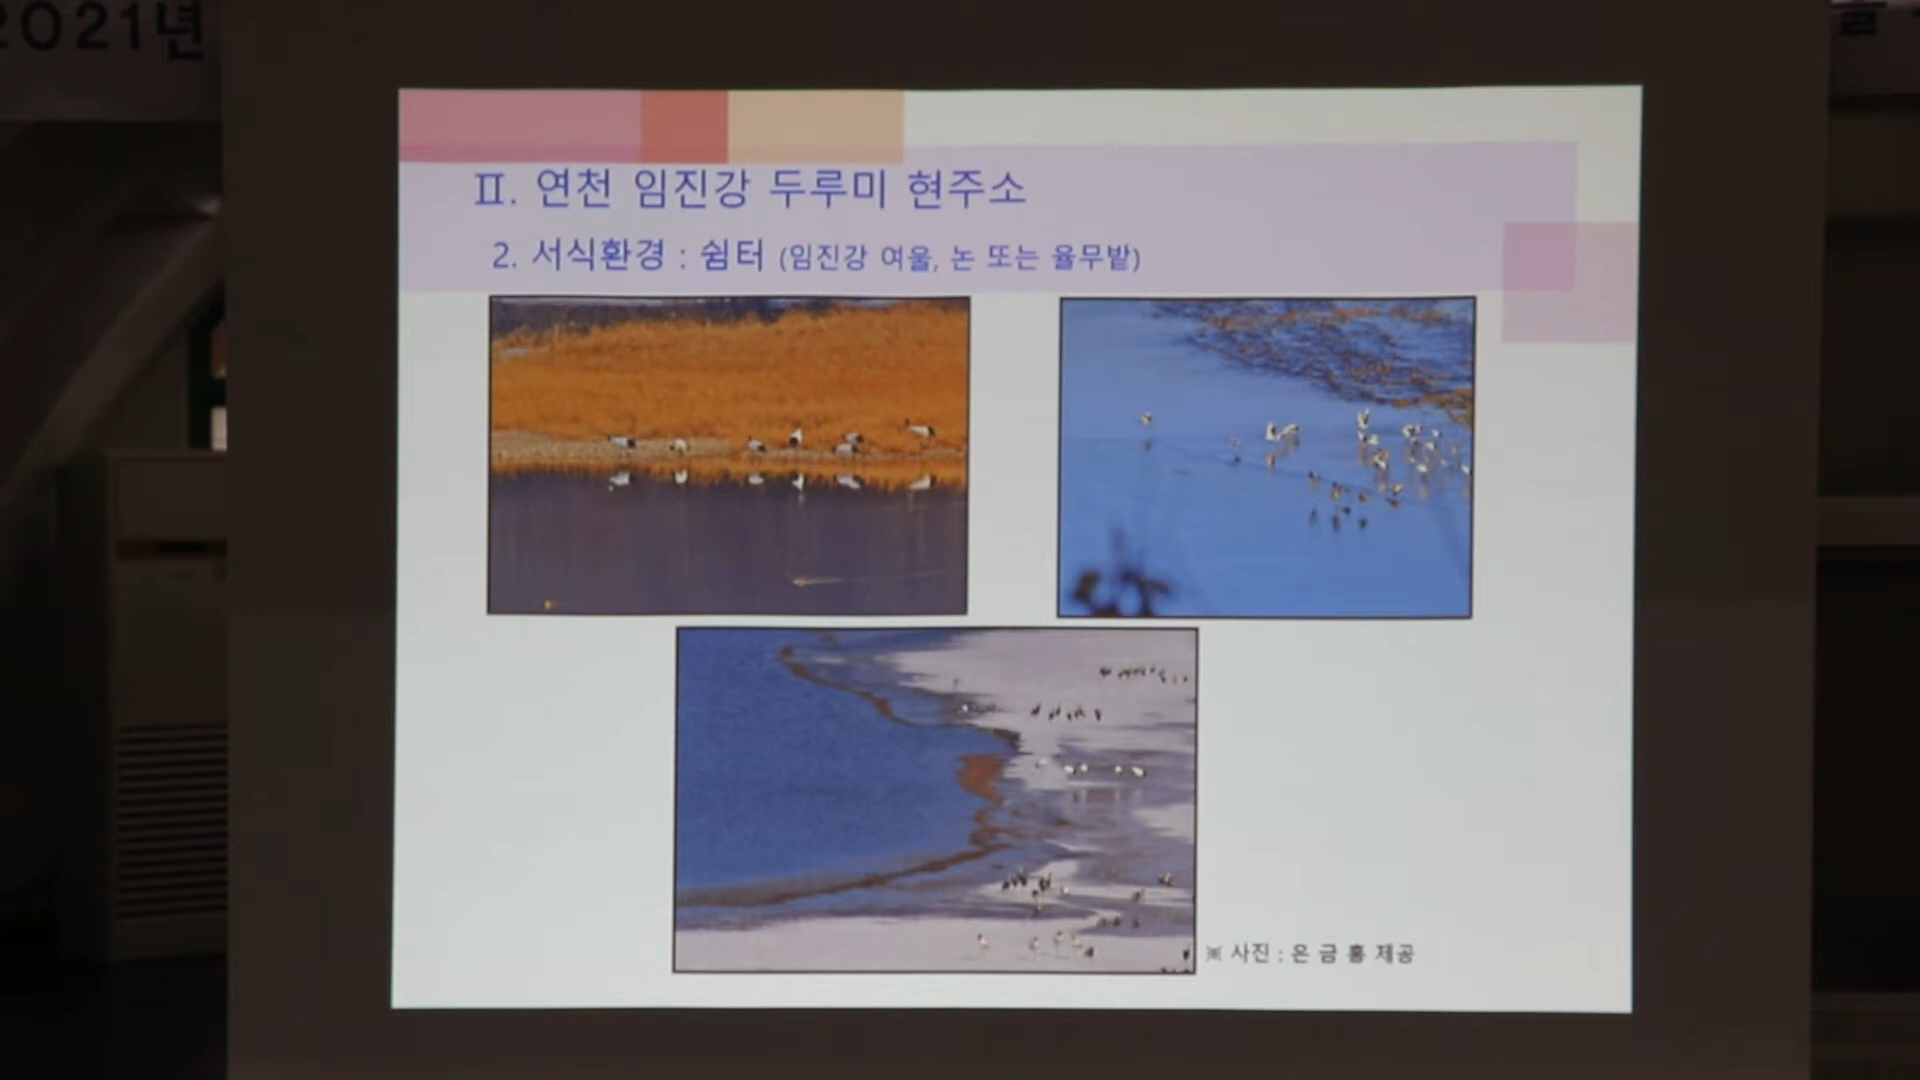 2021년
Ⅱ. 연천 임진강 두루미 현주소
2. 서식환경 : 쉼터 (임진강 여울, 논 또는 율무밭)
※ 사진 : 은 금 홍 제공